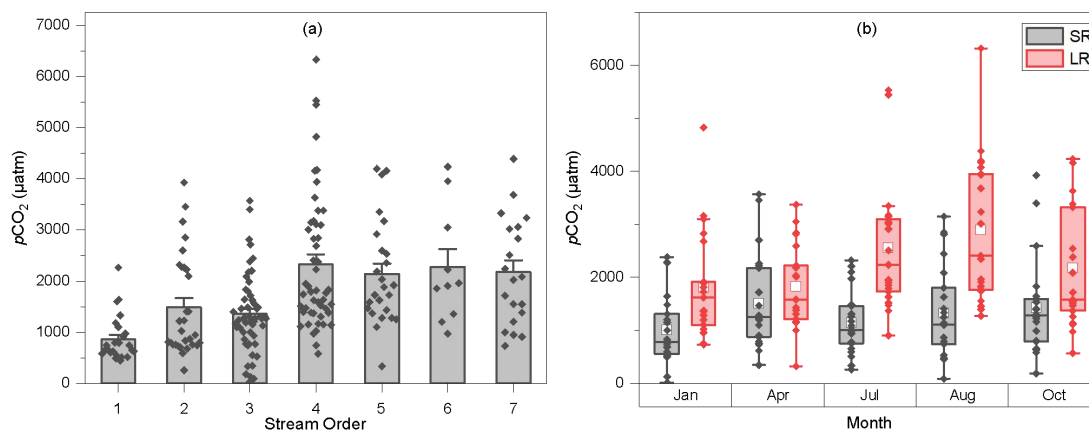 (a)
pCO2 (µatm)
7000
6000
5000
4000
3000
2000
1000
0
1 2 3 4 5 6 7
Stream Order
(b)
SR
LR
pCO2 (µatm)
6000
4000
2000
0
Jan Apr Jul Aug Oct
Month